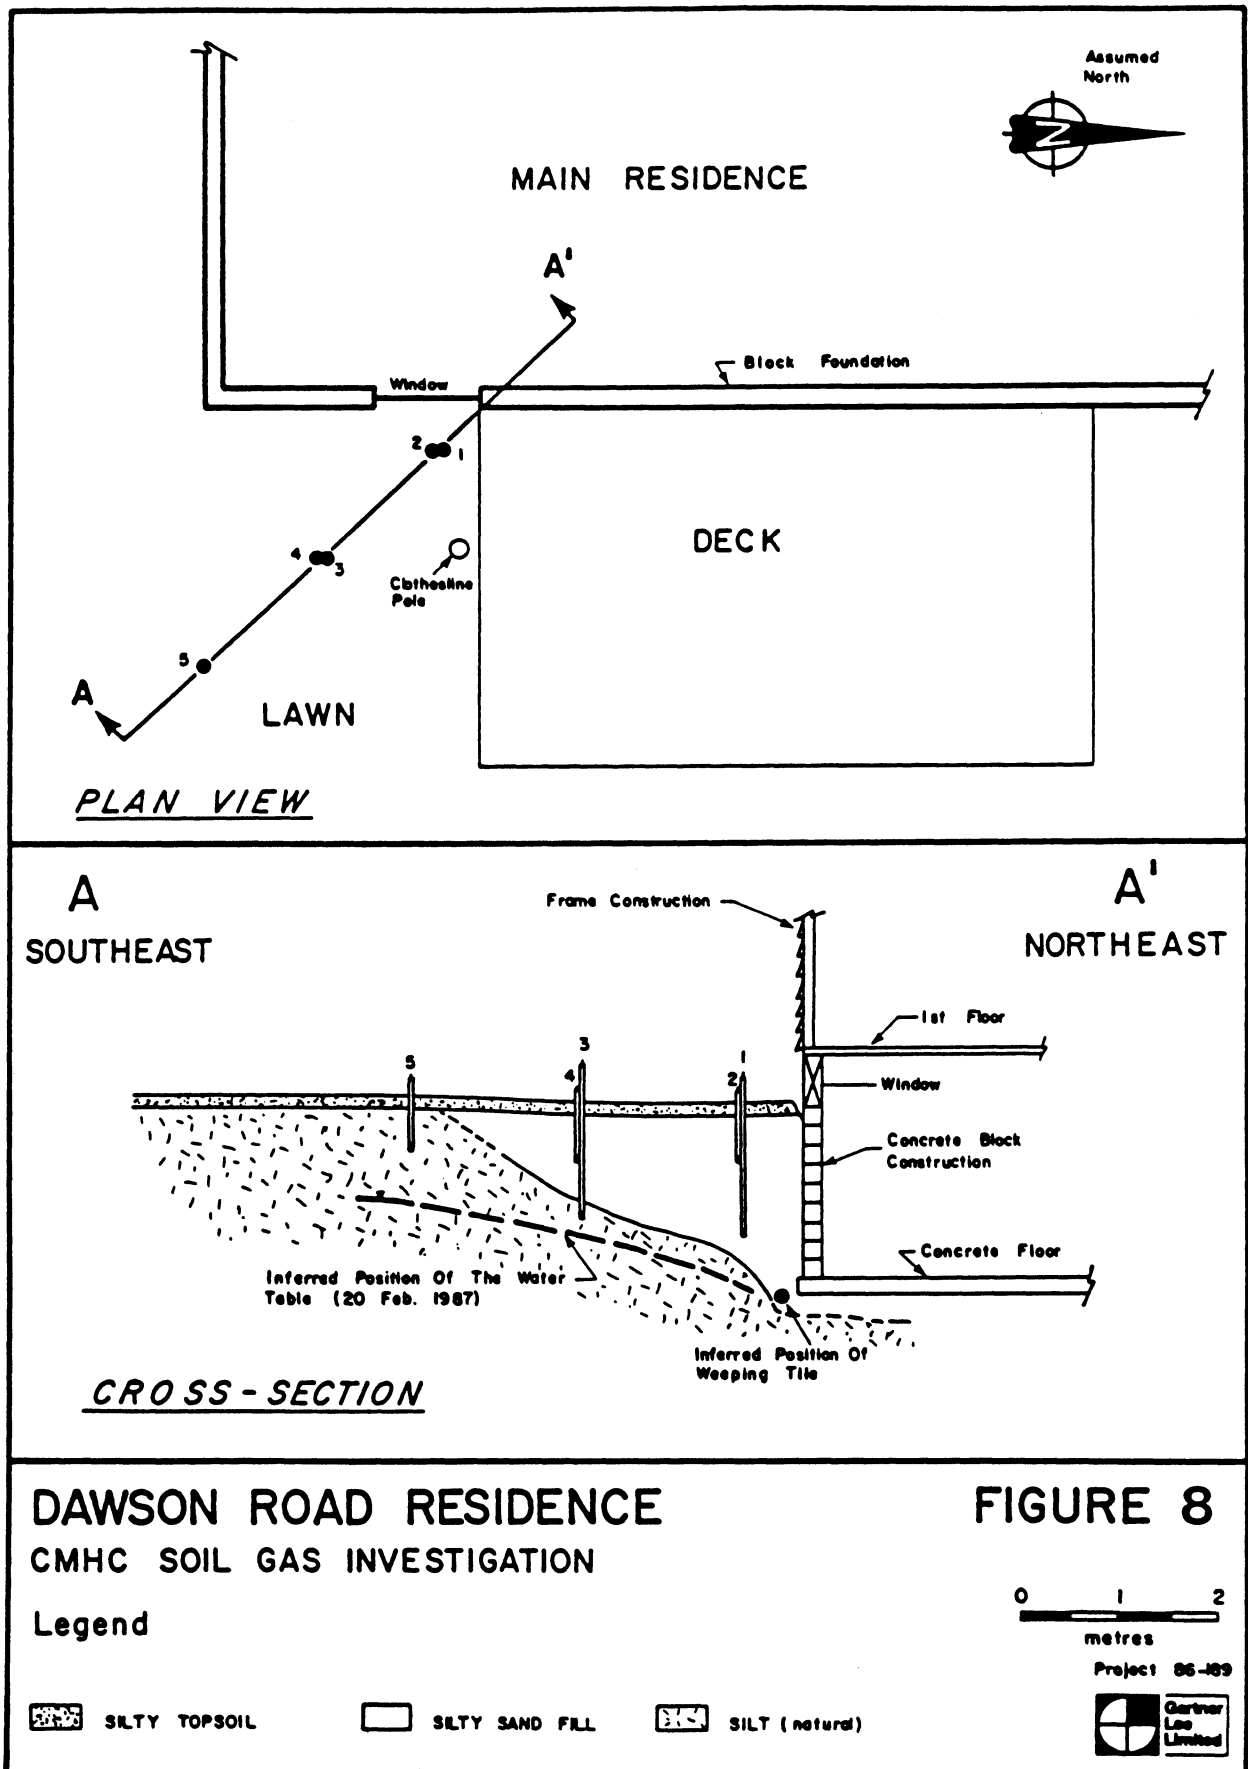 Assumed
North
N
MAIN RESIDENCE
A'
Block Foundation
Window
2 1
DECK
4 3
Clothesline
Pole
5
A
LAWN
PLAN VIEW
A
A'
Frame Construction
SOUTHEAST
NORTHEAST
1st Floor
3
1
5
4
2
Window
Concrete Block
Construction
Concrete Floor
Inferred Position Of The Water
Table (20 Feb. 1987)
Inferred Position Of
Weeping Tile
CROSS-SECTION
DAWSON ROAD RESIDENCE
FIGURE 8
CMHC SOIL GAS INVESTIGATION
0 1 2
Legend
metres
Project 86-189
SILTY TOPSOIL
SILTY SAND FILL
SILT (natural)
Gartner
Lee
Limited